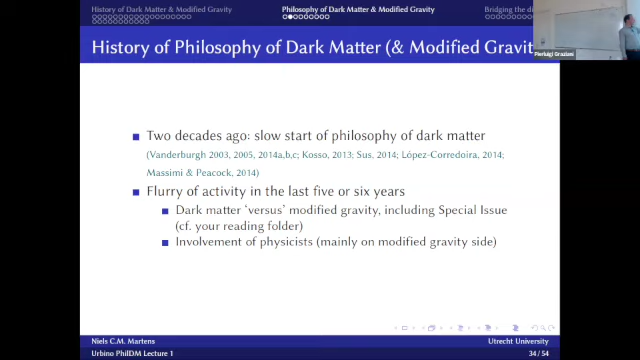 History of Dark Matter & Modified Gravity
Philosophy of Dark Matter & Modified Gravity
Bridging the di
History of Philosophy of Dark Matter (& Modified Gravit
Pierluigi Graziani
Two decades ago: slow start of philosophy of dark matter
(Vanderburgh 2003, 2005, 2014a,b,c; Kosso, 2013; Sus, 2014; López-Corredoira, 2014;
Massimi & Peacock, 2014)
Flurry of activity in the last five or six years
Dark matter ‘versus’ modified gravity, including Special Issue
(cf. your reading folder)
Involvement of physicists (mainly on modified gravity side)
Niels C.M. Martens
Utrecht University
Urbino PhilDM Lecture 1
34 / 54